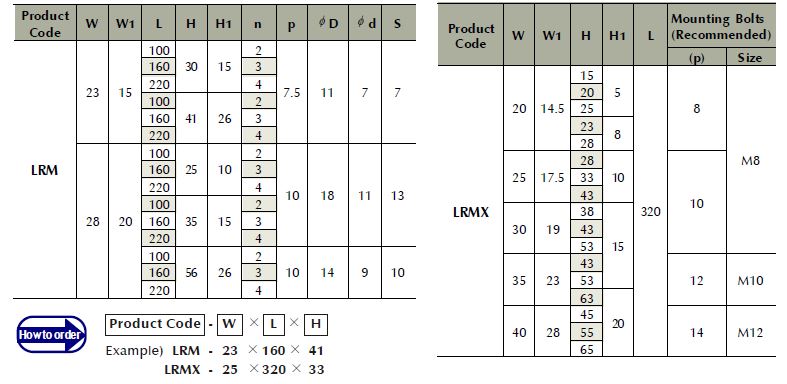 Product Code W W1 L H H1 n p φD φd S
100 2
160 30 15 3
220 4
23 15 7.5 11 7 7
100 2
160 41 26 3
220 4
100 2
LRM 160 25 10 3
220 4
10 18 11 13
100 2
28 20 160 35 15 3
220 4
100 2
160 56 26 3 10 14 9 10
220 4
How to order
Product Code - W × L × H
Example) LRM - 23 × 160 × 41
LRMX - 25 × 320 × 33
Product Code W W1 H H1 L Mounting Bolts (Recommended)
(p) Size
15
20 5
20 14.5 25 8
23
8
28
28 M8
25 17.5 33 10
43
10
LRMX 38 320
30 19 43
53
15
43
35 23 53 12 M10
63
45
20
40 28 55 14 M12
65